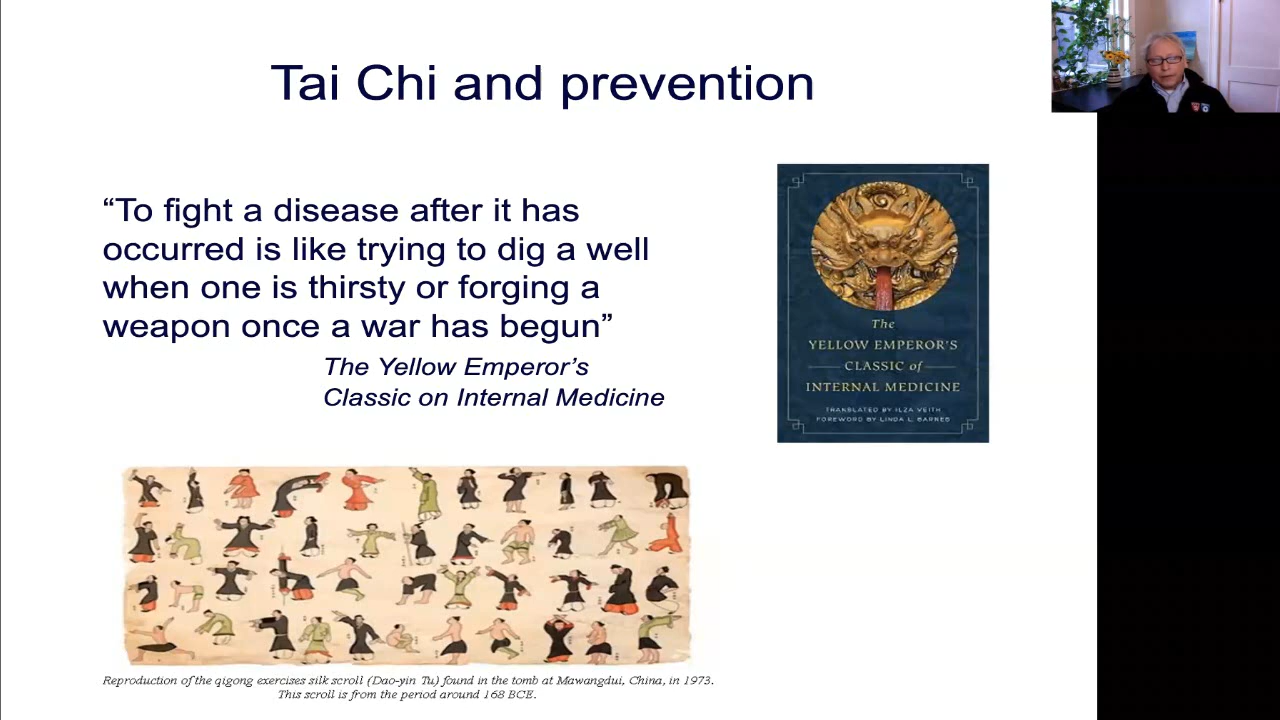 Tai Chi and prevention
“To fight a disease after it has
occurred is like trying to dig a well
when one is thirsty or forging a
weapon once a war has begun”
The Yellow Emperor’s
Classic on Internal Medicine
The
YELLOW EMPEROR’S
CLASSIC of
INTERNAL MEDICINE
TRANSLATED BY ILZA VEITH
FOREWORD BY LINDA L. BARNES
Reproduction of the qigong exercises silk scroll (Dao-yin Tu) found in the tomb at Mawangdui, China, in 1973.
This scroll is from the period around 168 BCE.